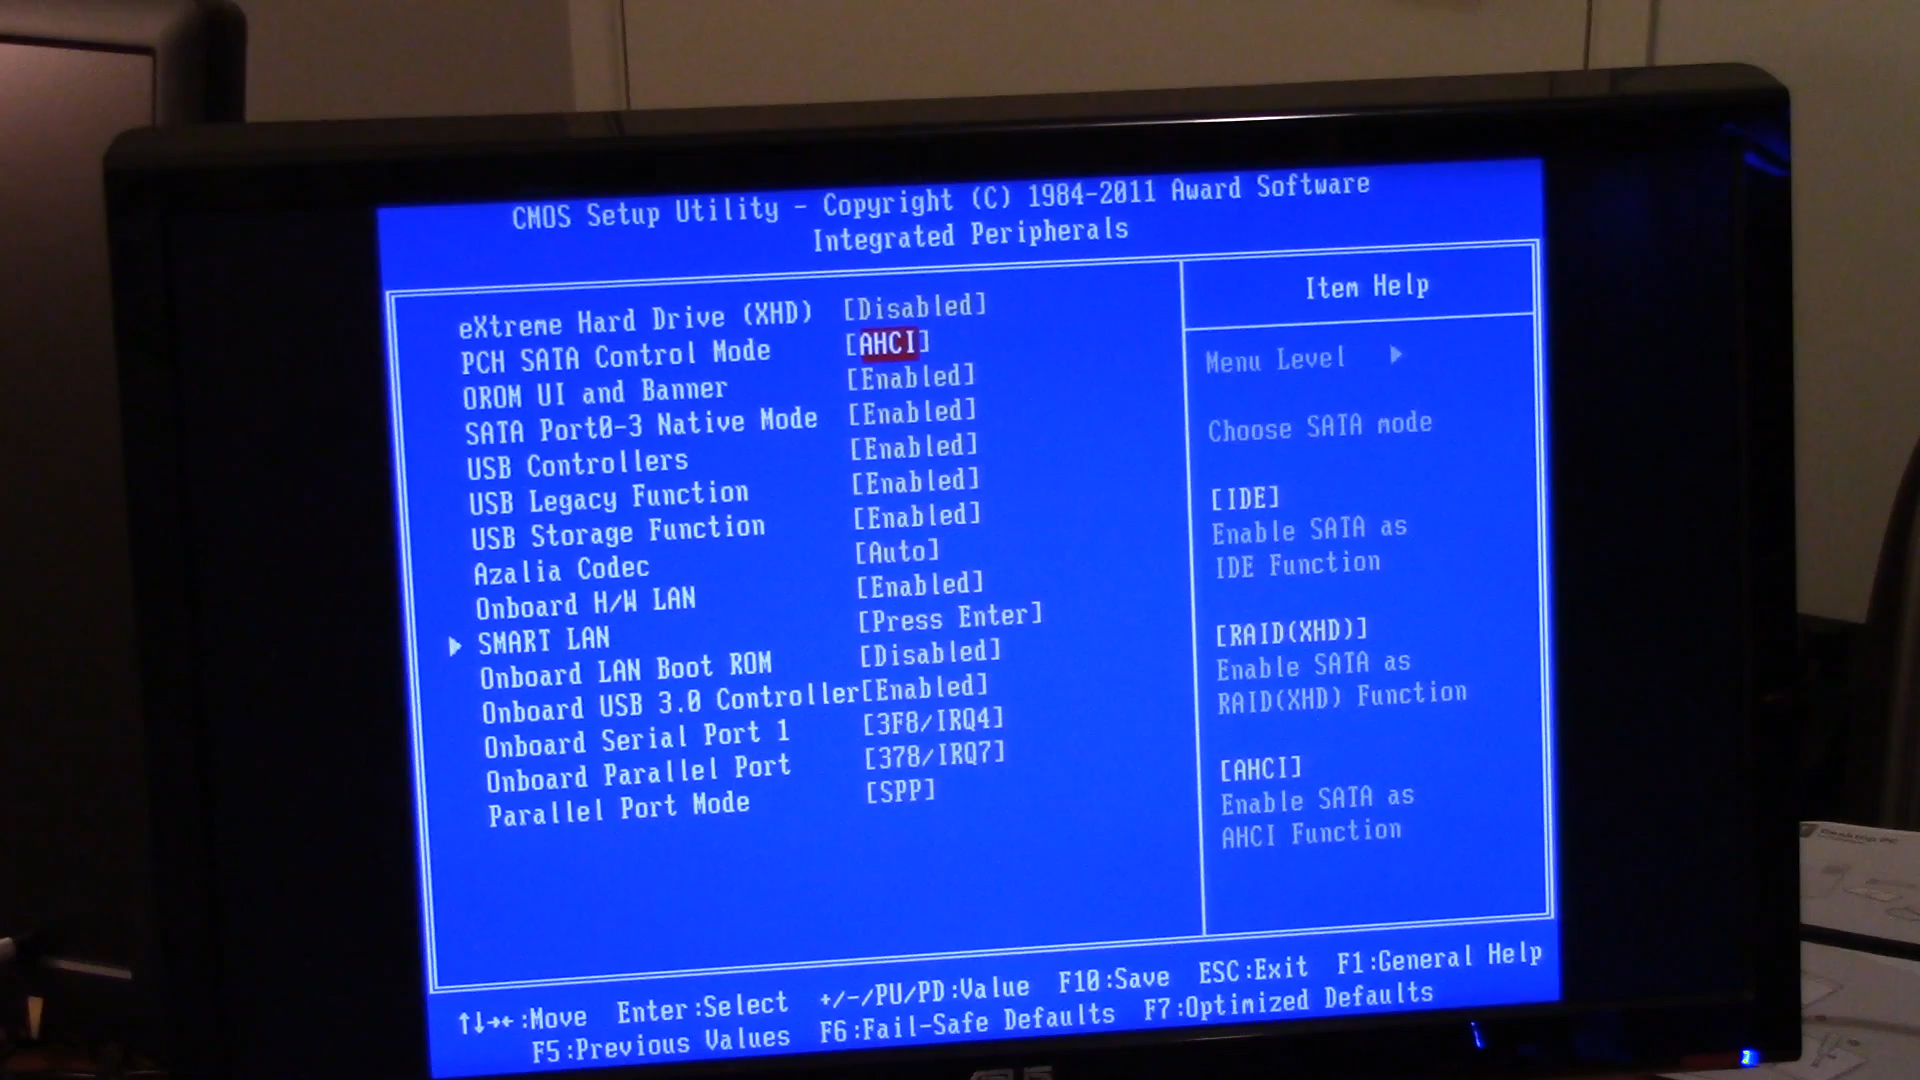 CMOS Setup Utility - Copyright (C) 1984-2011 Award Software
Integrated Peripherals
eXtreme Hard Drive (XHD) [Disabled]
PCH SATA Control Mode [AHCI]
OROM UI and Banner [Enabled]
SATA Port0-3 Native Mode [Enabled]
USB Controllers [Enabled]
USB Legacy Function [Enabled]
USB Storage Function [Enabled]
Azalia Codec [Auto]
Onboard H/W LAN [Enabled]
SMART LAN [Press Enter]
Onboard LAN Boot ROM [Disabled]
Onboard USB 3.0 Controller[Enabled]
Onboard Serial Port 1 [3F8/IRQ4]
Onboard Parallel Port [378/IRQ7]
Parallel Port Mode [SPP]
Item Help
Menu Level ▶
Choose SATA mode
[IDE]
Enable SATA as
IDE Function
[RAID(XHD)]
Enable SATA as
RAID(XHD) Function
[AHCI]
Enable SATA as
AHCI Function
↑↓→←:Move Enter:Select +/-/PU/PD:Value F10:Save ESC:Exit F1:General Help
F5:Previous Values F6:Fail-Safe Defaults F7:Optimized Defaults